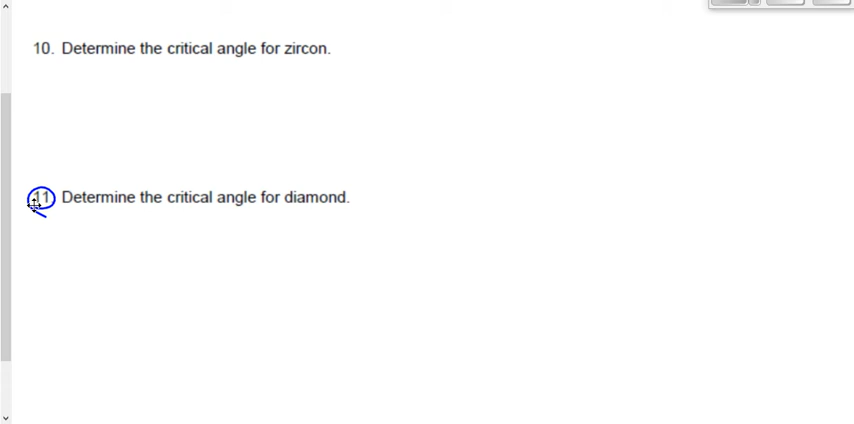 10. Determine the critical angle for zircon.
11 Determine the critical angle for diamond.